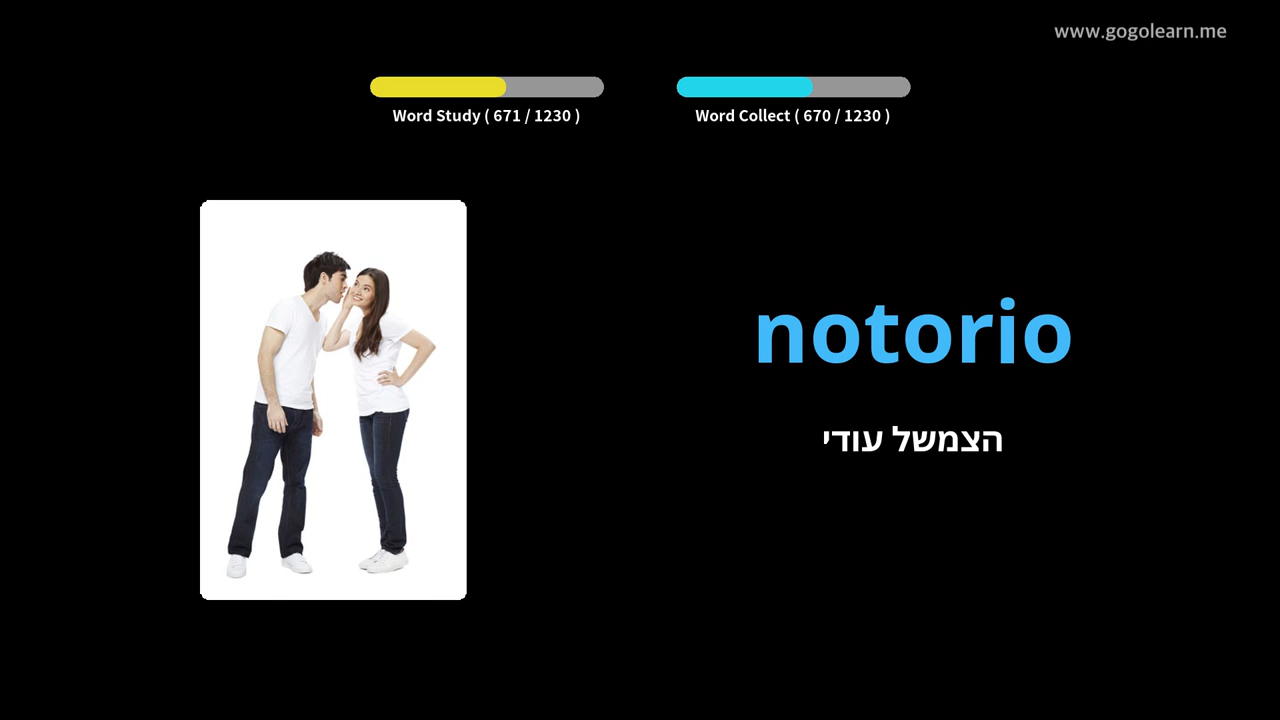 www.gogolearn.me
Word Study ( 671 / 1230 )
Word Collect ( 670 / 1230 )
notorio
הצמשל עודי